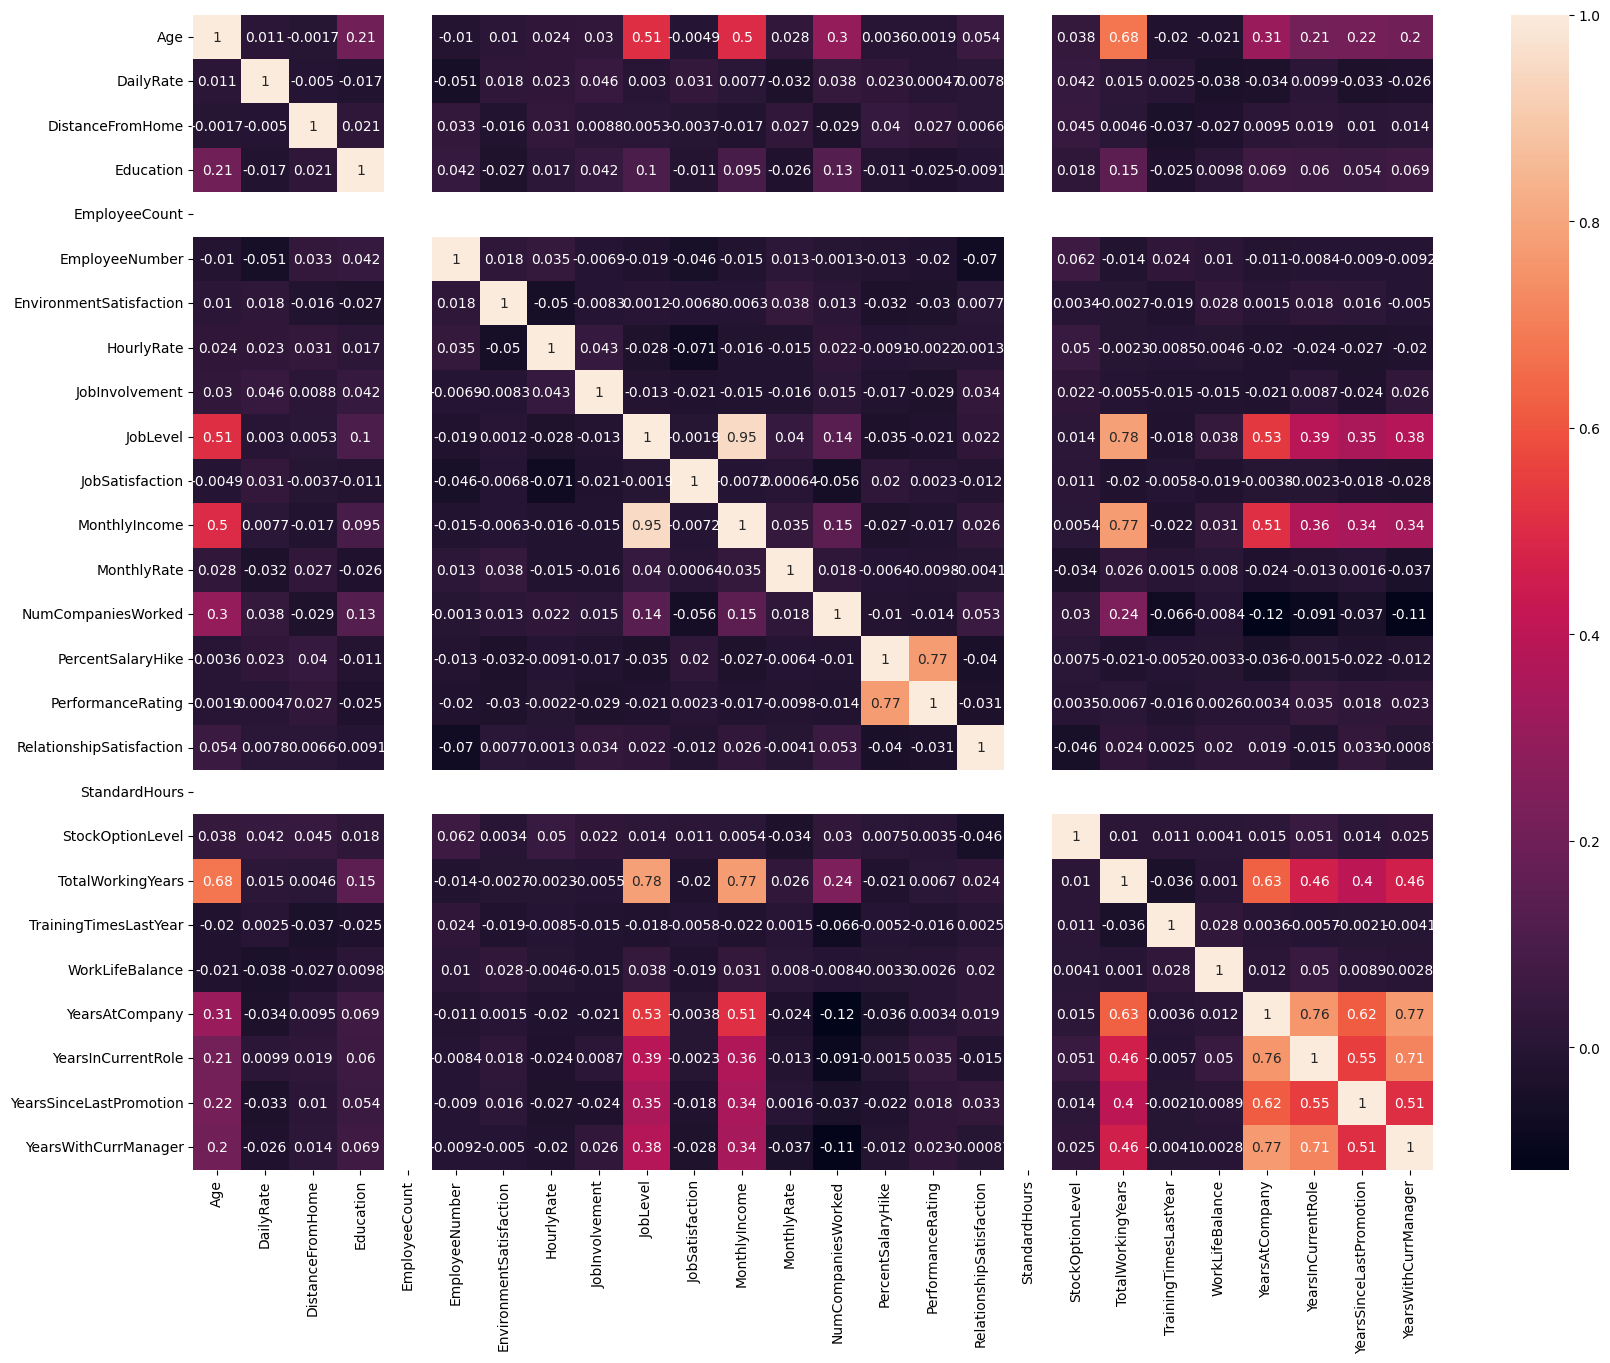 Age 1 0.011 -0.0017 0.21 -0.01 0.01 0.024 0.03 0.51 -0.0049 0.5 0.028 0.3 0.0036 0.0019 0.054 0.038 0.68 -0.02 -0.021 0.31 0.21 0.22 0.2 1.0
DailyRate 0.011 1 -0.005 -0.017 -0.051 0.018 0.023 0.046 0.003 0.031 0.0077 -0.032 0.038 0.023 0.00047 0.0078 0.042 0.015 0.0025 -0.038 -0.034 0.0099 -0.033 -0.026
DistanceFromHome -0.0017 -0.005 1 0.021 0.033 -0.016 0.031 0.0088 0.0053 -0.0037 -0.017 0.027 -0.029 0.04 0.027 0.0066 0.045 0.0046 -0.037 -0.027 0.0095 0.019 0.01 0.014
Education 0.21 -0.017 0.021 1 0.042 -0.027 0.017 0.042 0.1 -0.011 0.095 -0.026 0.13 -0.011 -0.025 -0.0091 0.018 0.15 -0.025 0.0098 0.069 0.06 0.054 0.069
EmployeeCount 0.8
EmployeeNumber -0.01 -0.051 0.033 0.042 1 0.018 0.035 -0.0069 -0.019 -0.046 -0.015 0.013 -0.0013 -0.013 -0.02 -0.07 0.062 -0.014 0.024 0.01 -0.011 -0.0084 -0.009 -0.0092
EnvironmentSatisfaction 0.01 0.018 -0.016 -0.027 0.018 1 -0.05 -0.0083 0.0012 -0.0068 -0.0063 0.038 0.013 -0.032 -0.03 0.0077 0.0034 -0.0027 -0.019 0.028 0.0015 0.018 0.016 -0.005
HourlyRate 0.024 0.023 0.031 0.017 0.035 -0.05 1 0.043 -0.028 -0.071 -0.016 -0.015 0.022 -0.0091 -0.0022 0.0013 0.05 -0.0023 -0.0085 -0.0046 -0.02 -0.024 -0.027 -0.02
JobInvolvement 0.03 0.046 0.0088 0.042 -0.0069 -0.0083 0.043 1 -0.013 -0.021 -0.015 -0.016 0.015 -0.017 -0.029 0.034 0.022 -0.0055 -0.015 -0.015 -0.021 0.0087 -0.024 0.026
0.6
JobLevel 0.51 0.003 0.0053 0.1 -0.019 0.0012 -0.028 -0.013 1 -0.0019 0.95 0.04 0.14 -0.035 -0.021 0.022 0.014 0.78 -0.018 0.038 0.53 0.39 0.35 0.38
JobSatisfaction -0.0049 0.031 -0.0037 -0.011 -0.046 -0.0068 -0.071 -0.021 -0.0019 1 -0.0072 0.00064 -0.056 0.02 0.0023 -0.012 0.011 -0.02 -0.0058 -0.019 -0.0038 -0.0023 -0.018 -0.028
MonthlyIncome 0.5 0.0077 -0.017 0.095 -0.015 -0.0063 -0.016 -0.015 0.95 -0.0072 1 0.035 0.15 -0.027 -0.017 0.026 0.0054 0.77 -0.022 0.031 0.51 0.36 0.34 0.34
MonthlyRate 0.028 -0.032 0.027 -0.026 0.013 0.038 -0.015 -0.016 0.04 0.00064 0.035 1 0.018 -0.0064 -0.0098 -0.0041 -0.034 0.026 0.0015 0.008 -0.024 -0.013 0.0016 -0.037
NumCompaniesWorked 0.3 0.038 -0.029 0.13 -0.0013 0.013 0.022 0.015 0.14 -0.056 0.15 0.018 1 -0.01 -0.014 0.053 0.03 0.24 -0.066 -0.0084 -0.12 -0.091 -0.037 -0.11
0.4
PercentSalaryHike 0.0036 0.023 0.04 -0.011 -0.013 -0.032 -0.0091 -0.017 -0.035 0.02 -0.027 -0.0064 -0.01 1 0.77 -0.04 0.0075 -0.021 -0.0052 -0.0033 -0.036 -0.0015 -0.022 -0.012
PerformanceRating 0.0019 0.00047 0.027 -0.025 -0.02 -0.03 -0.0022 -0.029 -0.021 0.0023 -0.017 -0.0098 -0.014 0.77 1 -0.031 0.0035 0.0067 -0.016 0.0026 0.0034 0.035 0.018 0.023
RelationshipSatisfaction 0.054 0.0078 0.0066 -0.0091 -0.07 0.0077 0.0013 0.034 0.022 -0.012 0.026 -0.0041 0.053 -0.04 -0.031 1 -0.046 0.024 0.0025 0.02 0.019 -0.015 0.033 -0.00087
StandardHours
StockOptionLevel 0.038 0.042 0.045 0.018 0.062 0.0034 0.05 0.022 0.014 0.011 0.0054 -0.034 0.03 0.0075 0.0035 -0.046 1 0.01 0.011 0.0041 0.015 0.051 0.014 0.025
0.2
TotalWorkingYears 0.68 0.015 0.0046 0.15 -0.014 -0.0027 -0.0023 -0.0055 0.78 -0.02 0.77 0.026 0.24 -0.021 0.0067 0.024 0.01 1 -0.036 0.001 0.63 0.46 0.4 0.46
TrainingTimesLastYear -0.02 0.0025 -0.037 -0.025 0.024 -0.019 -0.0085 -0.015 -0.018 -0.0058 -0.022 0.0015 -0.066 -0.0052 -0.016 0.0025 0.011 -0.036 1 0.028 0.0036 -0.0057 -0.0021 -0.0041
WorkLifeBalance -0.021 -0.038 -0.027 0.0098 0.01 0.028 -0.0046 -0.015 0.038 -0.019 0.031 0.008 -0.0084 -0.0033 0.0026 0.02 0.0041 0.001 0.028 1 0.012 0.05 0.0089 0.0028
YearsAtCompany 0.31 -0.034 0.0095 0.069 -0.011 0.0015 -0.02 -0.021 0.53 -0.0038 0.51 -0.024 -0.12 -0.036 0.0034 0.019 0.015 0.63 0.0036 0.012 1 0.76 0.62 0.77
0.0
YearsInCurrentRole 0.21 0.0099 0.019 0.06 -0.0084 0.018 -0.024 0.0087 0.39 -0.0023 0.36 -0.013 -0.091 -0.0015 0.035 -0.015 0.051 0.46 -0.0057 0.05 0.76 1 0.55 0.71
YearsSinceLastPromotion 0.22 -0.033 0.01 0.054 -0.009 0.016 -0.027 -0.024 0.35 -0.018 0.34 0.0016 -0.037 -0.022 0.018 0.033 0.014 0.4 -0.0021 0.0089 0.62 0.55 1 0.51
YearsWithCurrManager 0.2 -0.026 0.014 0.069 -0.0092 -0.005 -0.02 0.026 0.38 -0.028 0.34 -0.037 -0.11 -0.012 0.023 -0.00087 0.025 0.46 -0.0041 0.0028 0.77 0.71 0.51 1
Age
DailyRate
DistanceFromHome
Education
EmployeeCount
EmployeeNumber
EnvironmentSatisfaction
HourlyRate
JobInvolvement
JobLevel
JobSatisfaction
MonthlyIncome
MonthlyRate
NumCompaniesWorked
PercentSalaryHike
PerformanceRating
RelationshipSatisfaction
StandardHours
StockOptionLevel
TotalWorkingYears
TrainingTimesLastYear
WorkLifeBalance
YearsAtCompany
YearsInCurrentRole
YearsSinceLastPromotion
YearsWithCurrManager